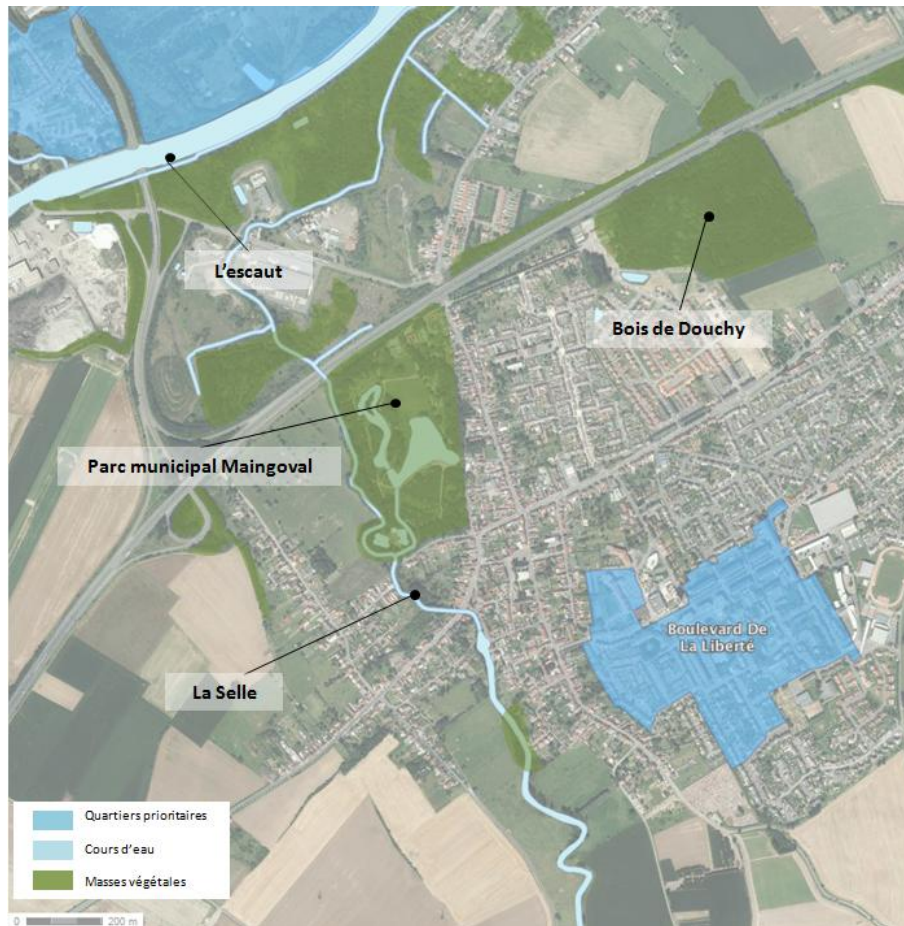 L'escaut
Bois de Douchy
Parc municipal Maingoval
Boulevard De
La Liberté
La Selle
Quartiers prioritaires
Cours d'eau
Masses végétales
0 200 m